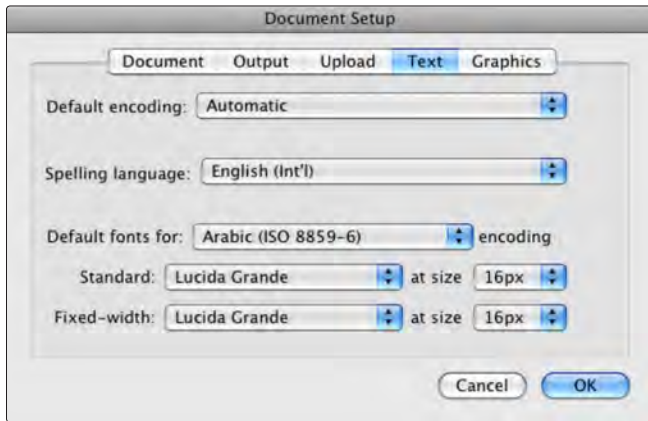 Document Setup
Document Output Upload Text Graphics
Default encoding: Automatic
Spelling language: English (Int'l)
Default fonts for: Arabic (ISO 8859-6) encoding
Standard: Lucida Grande at size 16px
Fixed-width: Lucida Grande at size 16px
Cancel OK